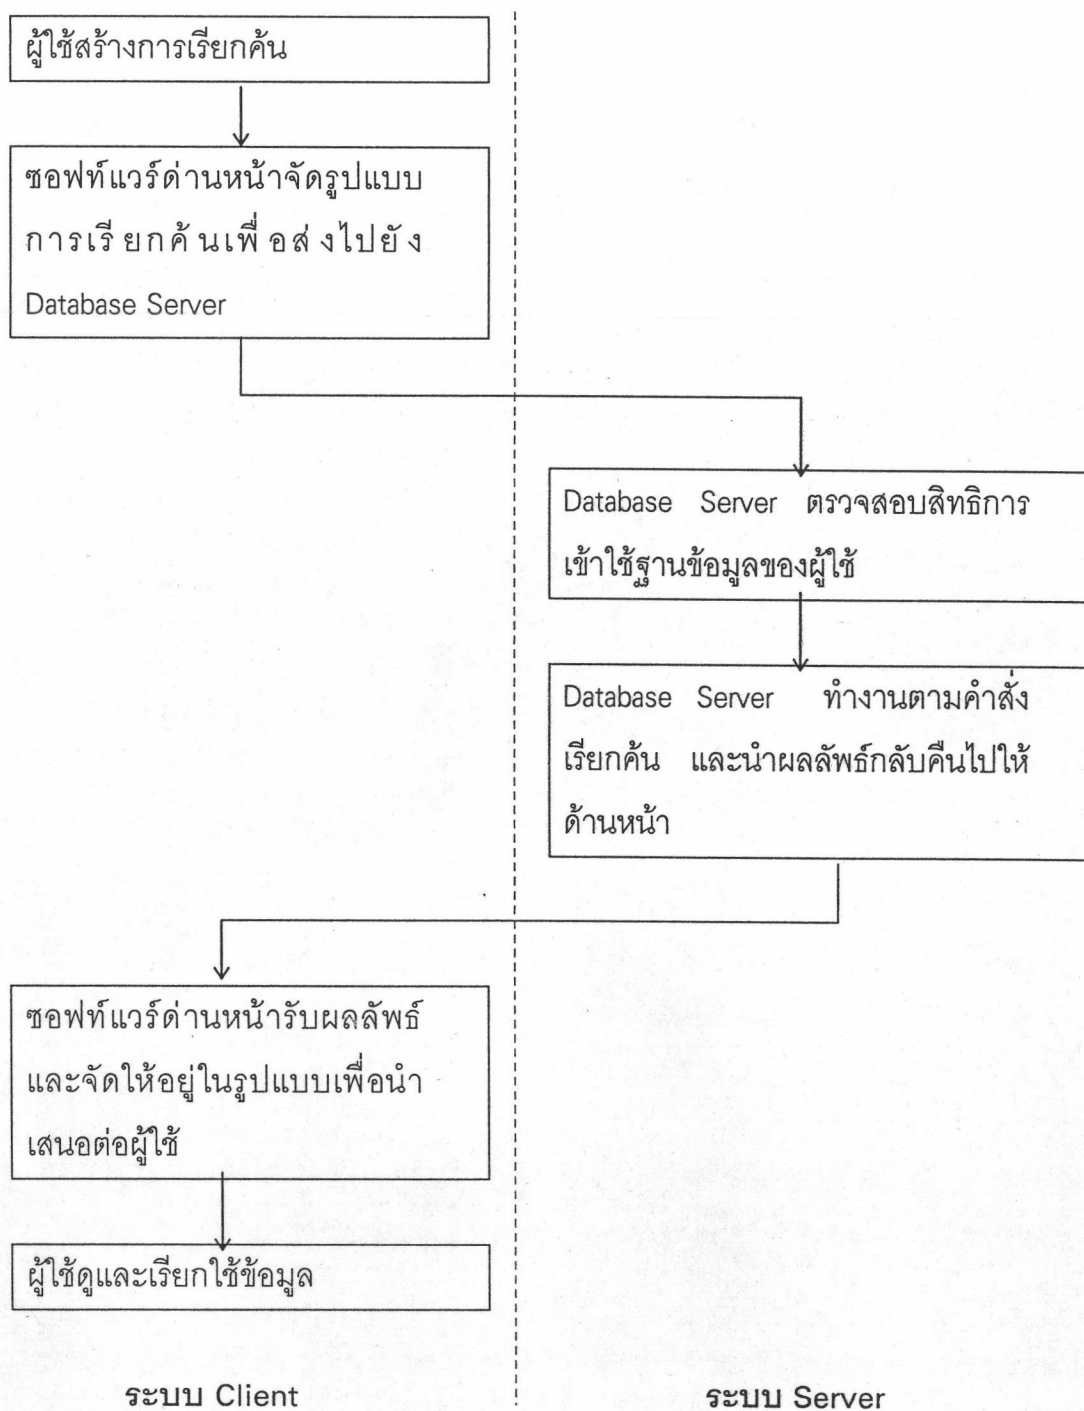 ผู้ใช้สร้างการเรียกค้น
ซอฟท์แวร์ด่านหน้าจัดรูปแบบ
การเรียกค้นเพื่อส่งไปยัง
Database Server
Database Server ตรวจสอบสิทธิการ
เข้าใช้ฐานข้อมูลของผู้ใช้
Database Server ทำงานตามคำสั่ง
เรียกค้น และนำผลลัพธ์กลับคืนไปให้
ด้านหน้า
ซอฟท์แวร์ด่านหน้ารับผลลัพธ์
และจัดให้อยู่ในรูปแบบเพื่อนำ
เสนอต่อผู้ใช้
ผู้ใช้ดูและเรียกใช้ข้อมูล
ระบบ Client
ระบบ Server